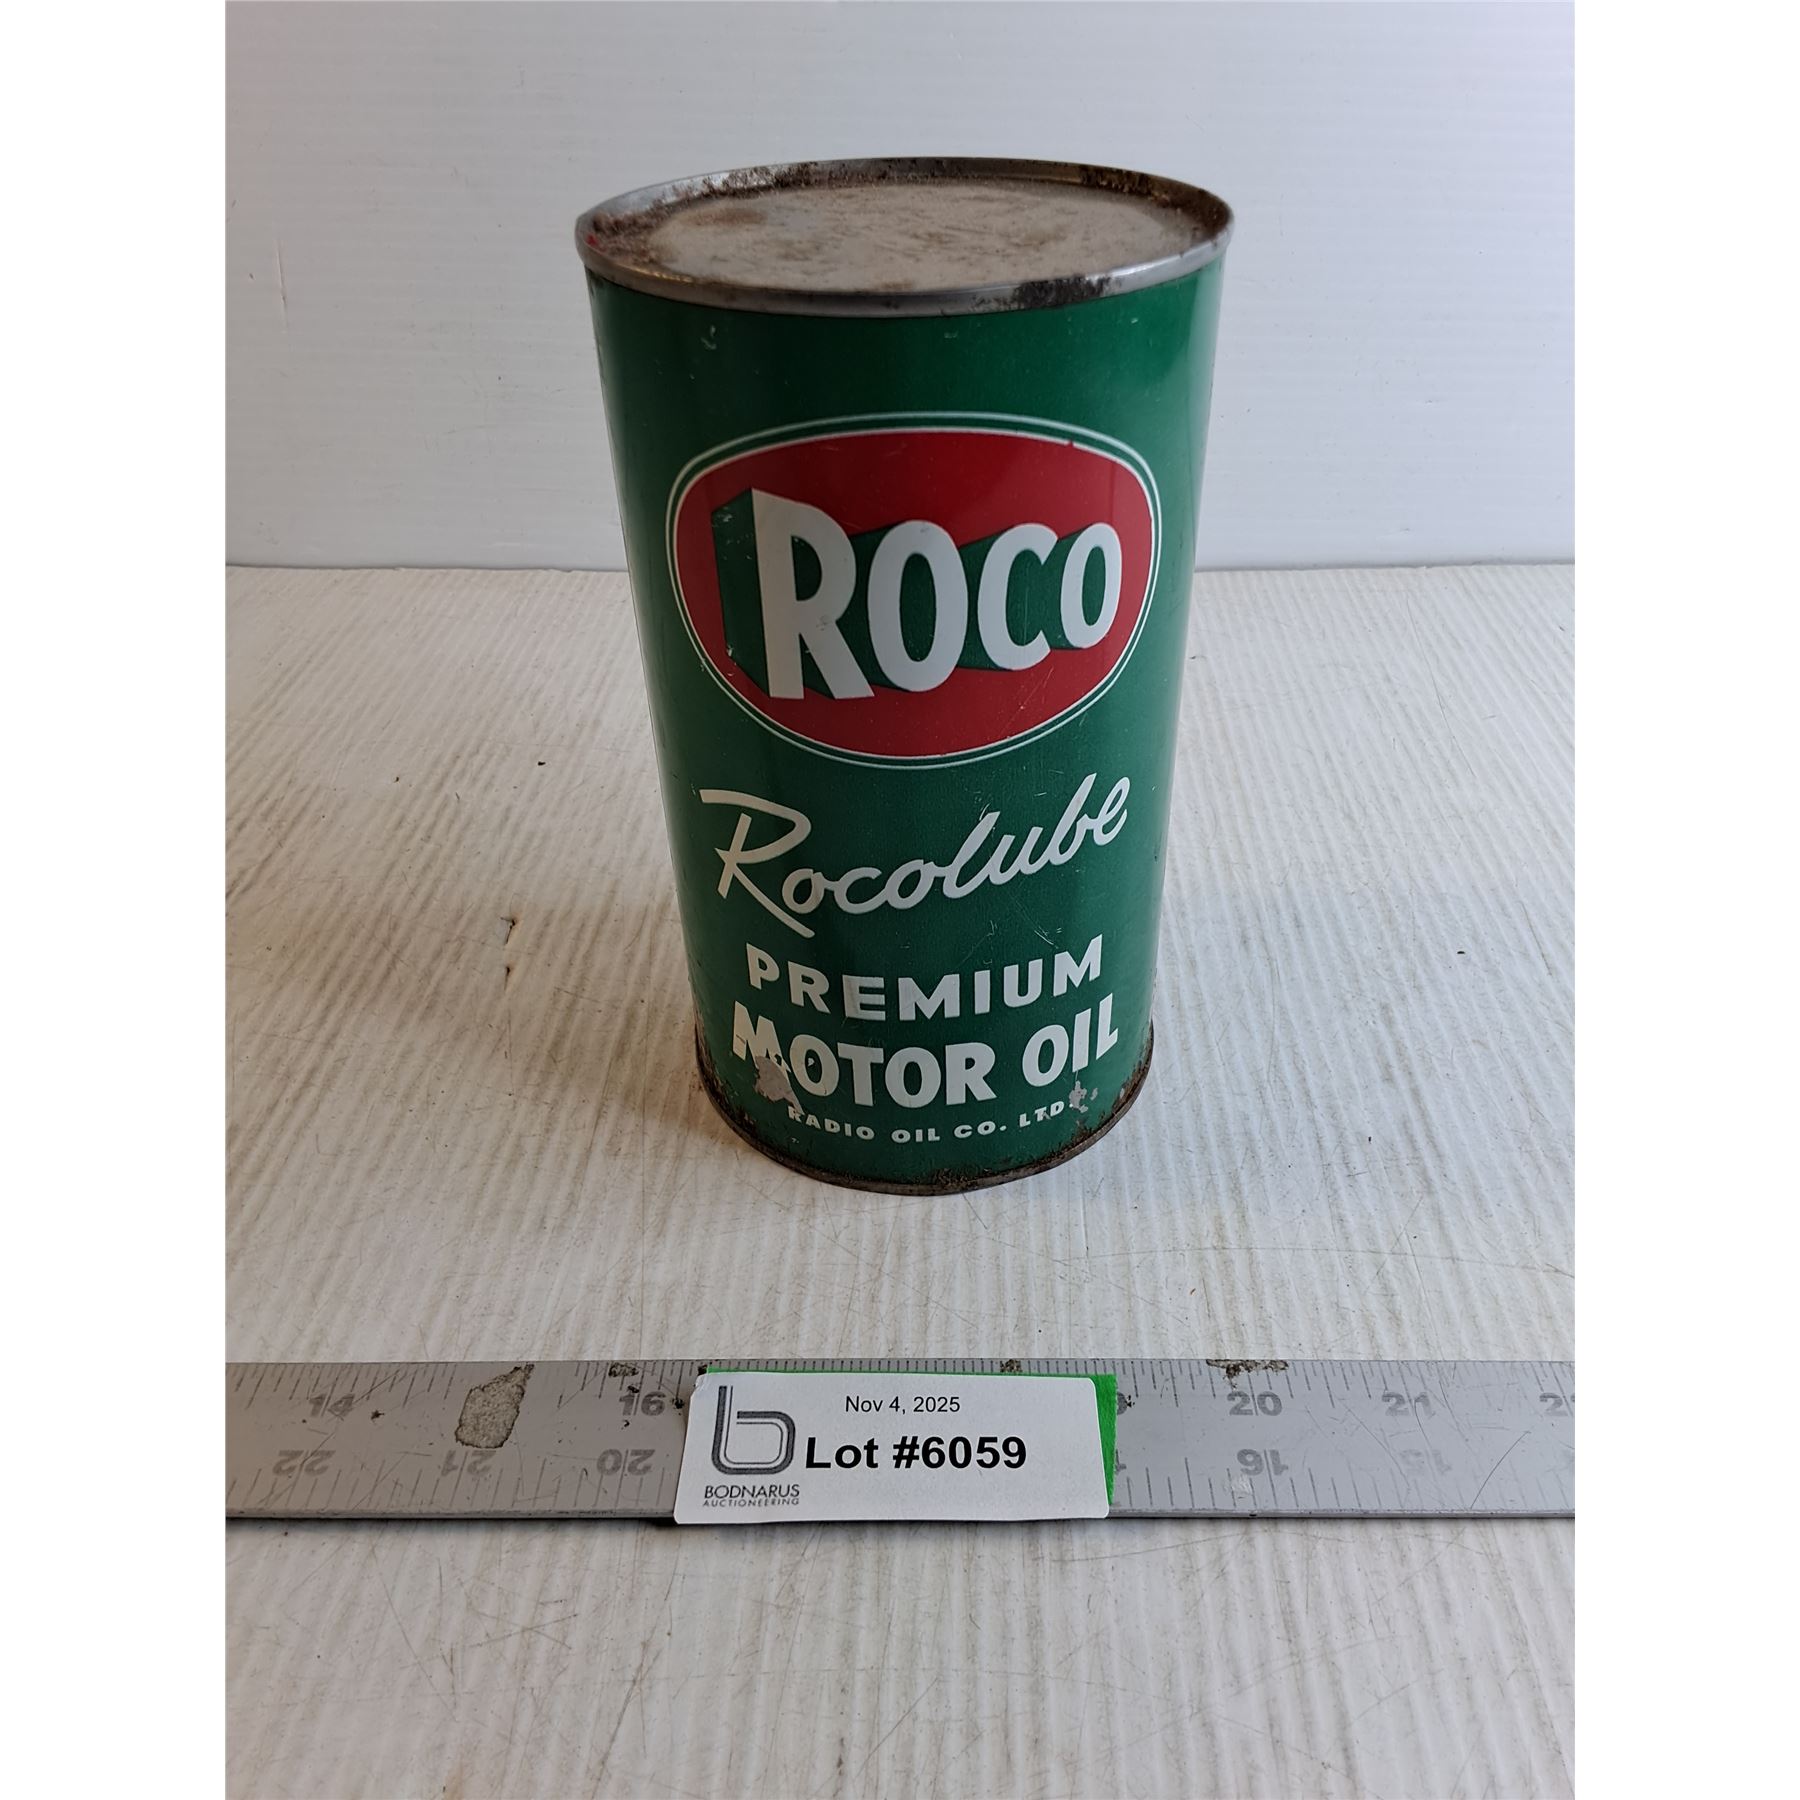 ROCO
Rocolube
PREMIUM
MOTOR OIL
RADIO OIL CO. LTD.
14 16 20 21
Nov 4, 2025
Lot #6059
BODNARUS
AUCTIONEERING
22 21 20 16 15